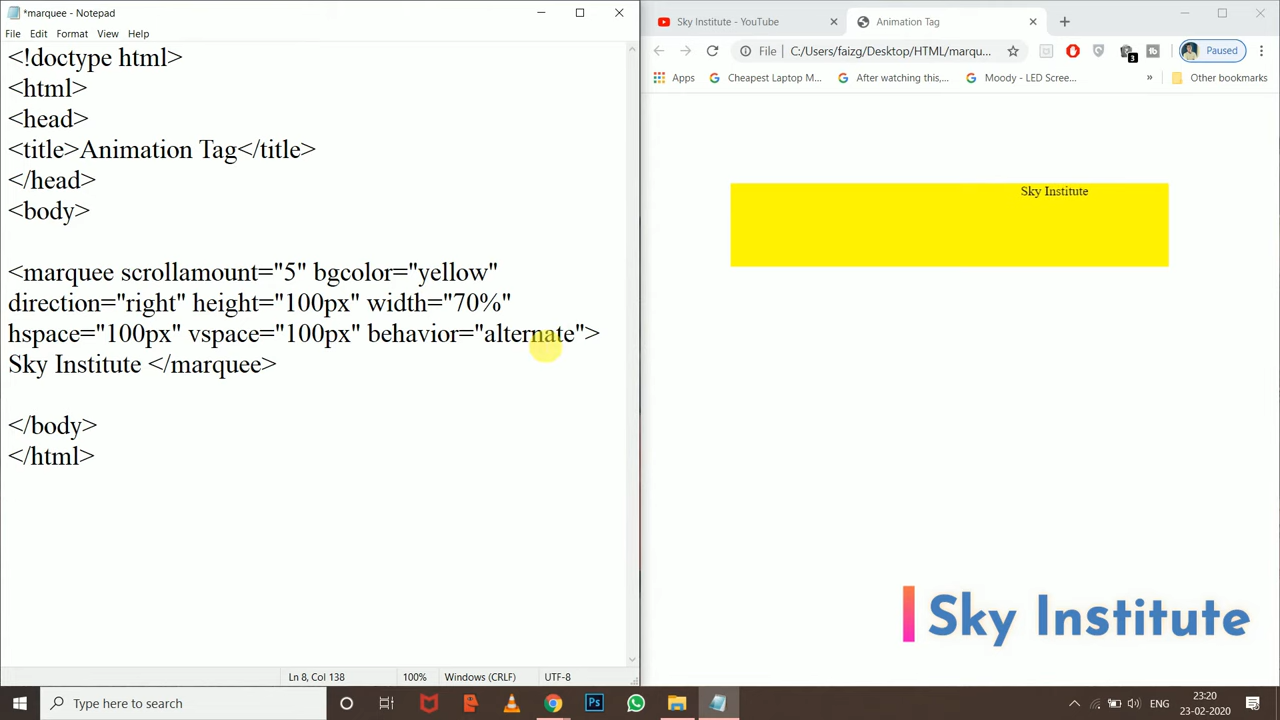 *marquee - Notepad
File Edit Format View Help
<!doctype html>
<html>
<head>
<title>Animation Tag</title>
</head>
<body>
<marquee scrollamount="5" bgcolor="yellow"
direction="right" height="100px" width="70%"
hspace="100px" vspace="100px" behavior="alternate">
Sky Institute </marquee>
</body>
</html>
Ln 8, Col 138 100% Windows (CRLF) UTF-8
Sky Institute - YouTube Animation Tag
File C:/Users/faizg/Desktop/HTML/marqu... Paused
3
Apps Cheapest Laptop M... After watching this,... Moody - LED Scree... » Other bookmarks
Sky Institute
Sky Institute
Type here to search
Ps
ENG
23:20
23-02-2020